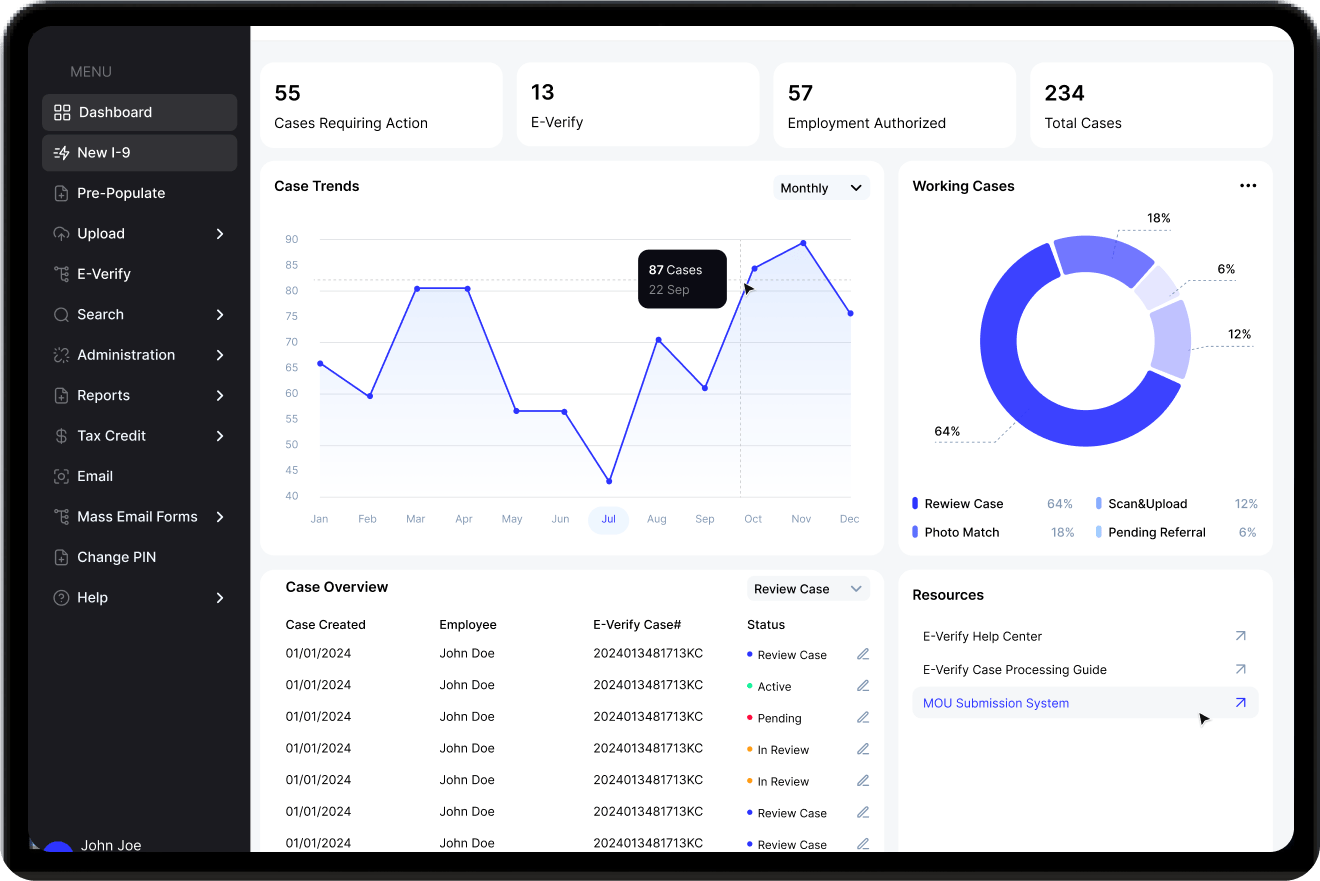 MENU
Dashboard
New I-9
Pre-Populate
Upload
E-Verify
Search
Administration
Reports
Tax Credit
Email
Mass Email Forms
Change PIN
Help
John Joe
55
Cases Requiring Action
13
E-Verify
57
Employment Authorized
234
Total Cases
Case Trends
Monthly
90
85
80
75
70
65
60
55
50
45
40
87 Cases
22 Sep
Jan Feb Mar Apr May Jun Jul Aug Sep Oct Nov Dec
Working Cases
18%
6%
12%
64%
Rewiew Case 64% Scan&Upload 12%
Photo Match 18% Pending Referral 6%
Case Overview
Review Case
Case Created Employee E-Verify Case# Status
01/01/2024 John Doe 2024013481713KC Review Case
01/01/2024 John Doe 2024013481713KC Active
01/01/2024 John Doe 2024013481713KC Pending
01/01/2024 John Doe 2024013481713KC In Review
01/01/2024 John Doe 2024013481713KC In Review
01/01/2024 John Doe 2024013481713KC Review Case
01/01/2024 John Doe 2024013481713KC Review Case
Resources
E-Verify Help Center
E-Verify Case Processing Guide
MOU Submission System